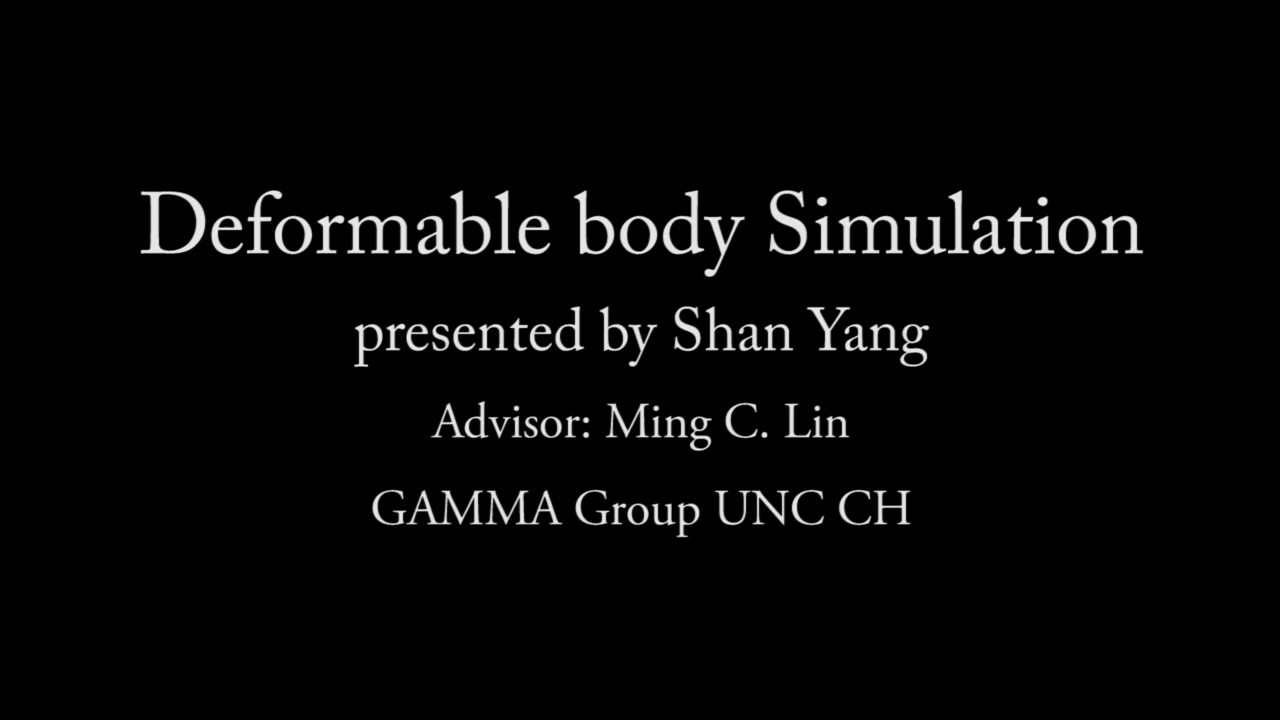 Deformable body Simulation
presented by Shan Yang
Advisor: Ming C. Lin
GAMMA Group UNC CH